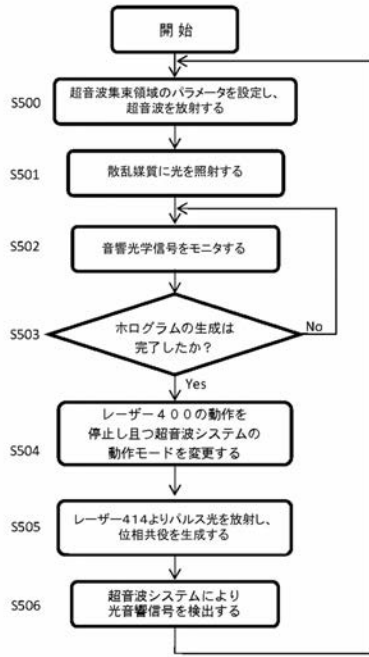 開始
S500
超音波集束領域のパラメータを設定し、
超音波を放射する
S501
散乱媒質に光を照射する
S502
音響光学信号をモニタする
S503
ホログラムの生成は
完了したか？
No
Yes
S504
レーザー４００の動作を
停止し且つ超音波システムの
動作モードを変更する
S505
レーザー414よりパルス光を放射し、
位相共役を生成する
S506
超音波システムにより
光音響信号を検出する